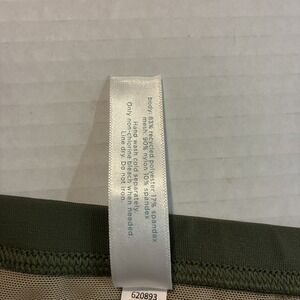 body: 83% recycled polyester 17% spandex
mesh: 90% nylon 10% spandex
Hand wash cold separately.
Only non-chlorine bleach when needed.
Line dry. Do not iron.
620893